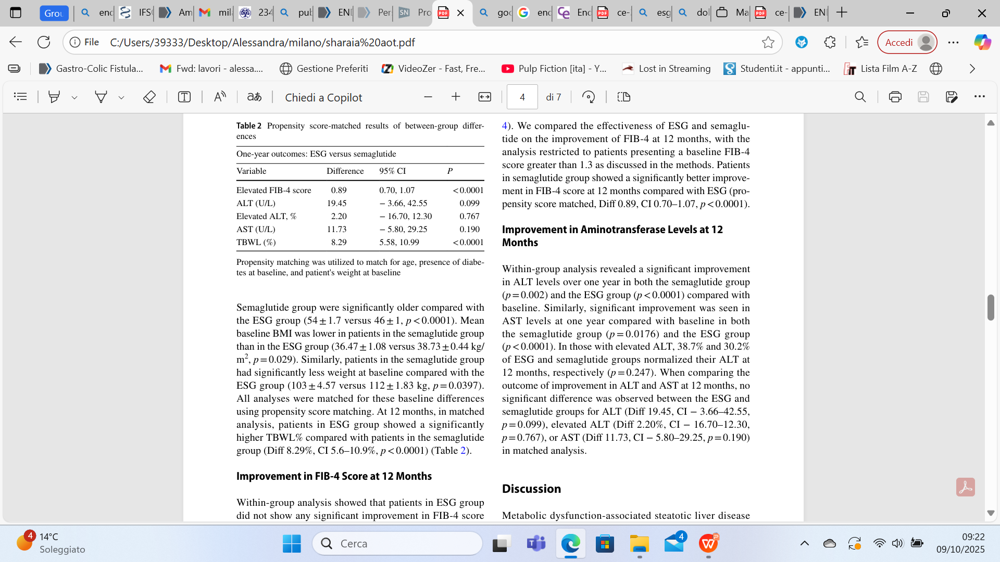 Grou
enc
IFSO
Am
mil
234
pub
ENI
Per
SN Pro
goo
enc
Enc
ce-
esg
dol
Ma
ce-
ENI
File C:/Users/39333/Desktop/Alessandra/milano/sharaia%20aot.pdf
Accedi
Gastro-Colic Fistula...
Fwd: lavori - alessa....
Gestione Preferiti
VideoZer - Fast, Fre...
Pulp Fiction [ita] - Y...
Lost in Streaming
Studenti.it - appunti...
Lista Film A-Z
Chiedi a Copilot
4 di 7
Table 2 Propensity score-matched results of between-group differ-
ences
One-year outcomes: ESG versus semaglutide
Variable Difference 95% CI P
Elevated FIB-4 score 0.89 0.70, 1.07 <0.0001
ALT (U/L) 19.45 − 3.66, 42.55 0.099
Elevated ALT, % 2.20 − 16.70, 12.30 0.767
AST (U/L) 11.73 − 5.80, 29.25 0.190
TBWL (%) 8.29 5.58, 10.99 <0.0001
Propensity matching was utilized to match for age, presence of diabe-
tes at baseline, and patient's weight at baseline
Semaglutide group were significantly older compared with
the ESG group (54 ± 1.7 versus 46 ± 1, p < 0.0001). Mean
baseline BMI was lower in patients in the semaglutide group
than in the ESG group (36.47 ± 1.08 versus 38.73 ± 0.44 kg/
m², p = 0.029). Similarly, patients in the semaglutide group
had significantly less weight at baseline compared with the
ESG group (103 ± 4.57 versus 112 ± 1.83 kg, p = 0.0397).
All analyses were matched for these baseline differences
using propensity score matching. At 12 months, in matched
analysis, patients in ESG group showed a significantly
higher TBWL% compared with patients in the semaglutide
group (Diff 8.29%, CI 5.6–10.9%, p < 0.0001) (Table 2).
Improvement in FIB-4 Score at 12 Months
Within-group analysis showed that patients in ESG group
did not show any significant improvement in FIB-4 score
4). We compared the effectiveness of ESG and semaglu-
tide on the improvement of FIB-4 at 12 months, with the
analysis restricted to patients presenting a baseline FIB-4
score greater than 1.3 as discussed in the methods. Patients
in semaglutide group showed a significantly better improve-
ment in FIB-4 score at 12 months compared with ESG (pro-
pensity score matched, Diff 0.89, CI 0.70–1.07, p < 0.0001).
Improvement in Aminotransferase Levels at 12
Months
Within-group analysis revealed a significant improvement
in ALT levels over one year in both the semaglutide group
(p = 0.002) and the ESG group (p < 0.0001) compared with
baseline. Similarly, significant improvement was seen in
AST levels at one year compared with baseline in both
the semaglutide group (p = 0.0176) and the ESG group
(p < 0.0001). In those with elevated ALT, 38.7% and 30.2%
of ESG and semaglutide groups normalized their ALT at
12 months, respectively (p = 0.247). When comparing the
outcome of improvement in ALT and AST at 12 months, no
significant difference was observed between the ESG and
semaglutide groups for ALT (Diff 19.45, CI − 3.66–42.55,
p = 0.099), elevated ALT (Diff 2.20%, CI − 16.70–12.30,
p = 0.767), or AST (Diff 11.73, CI − 5.80–29.25, p = 0.190)
in matched analysis.
Discussion
Metabolic dysfunction-associated steatotic liver disease
4
14°C
Soleggiato
Cerca
4
09:22
09/10/2025